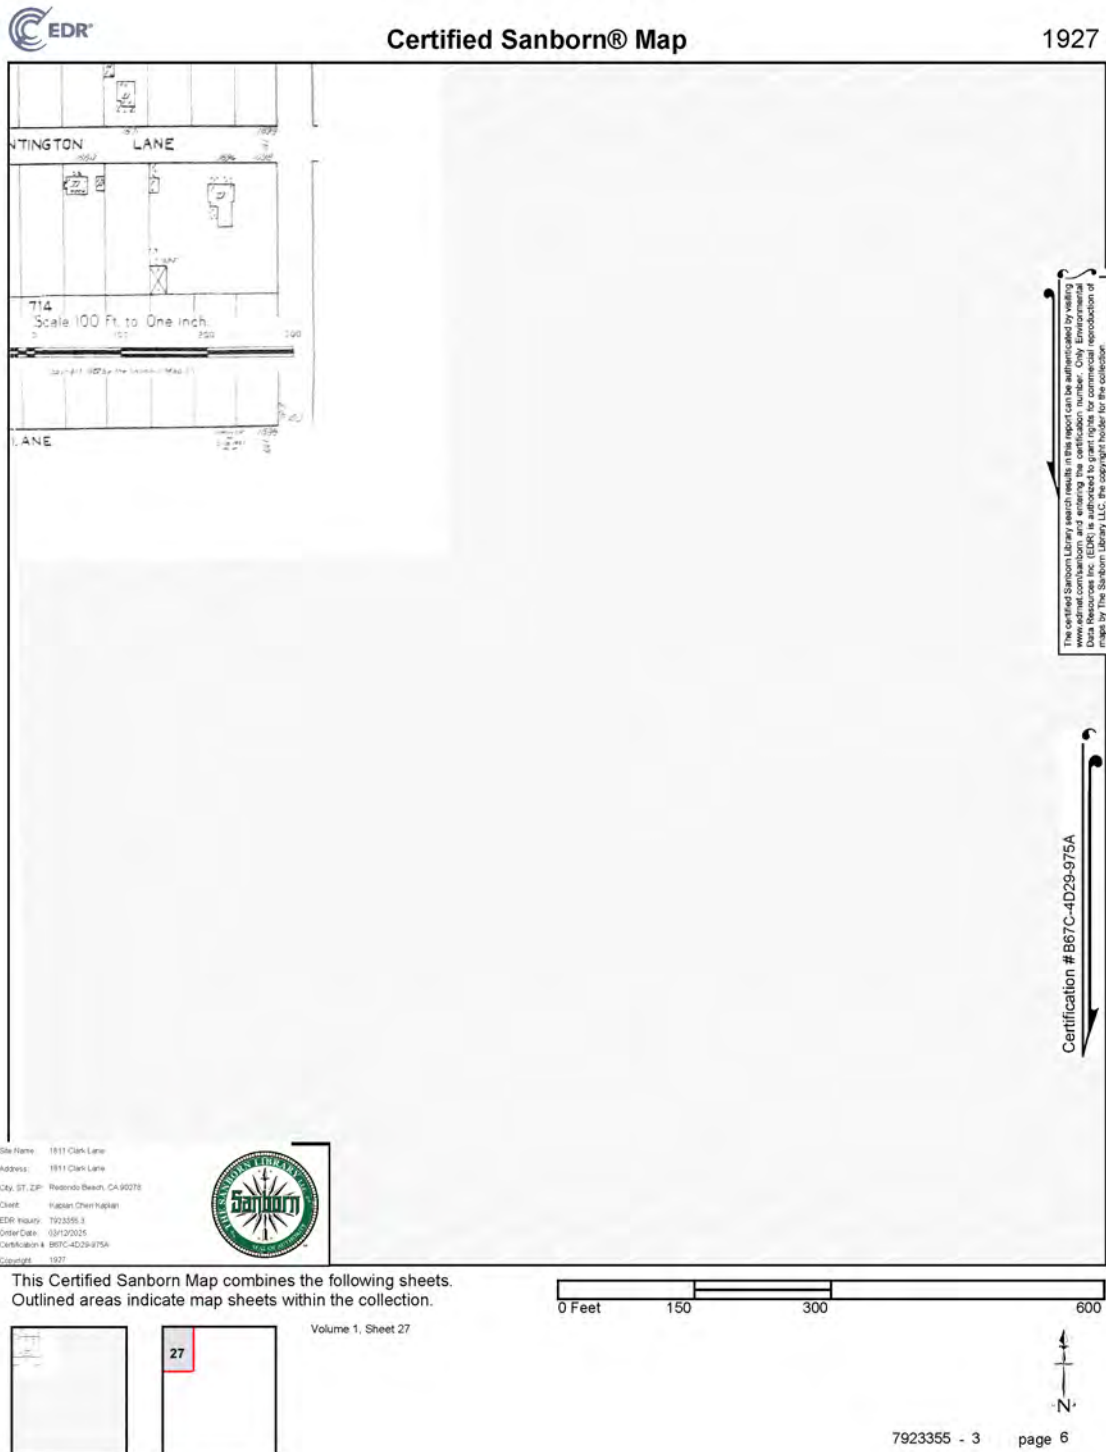 EDR®
Certified Sanborn® Map
1927
NTINGTON LANE
714
Scale 100 Ft. to One Inch.
LANE
The certified Sanborn Library search results in this report can be authenticated by visiting
www.edrnet.com/sanborn and entering the certification number. Only Environmental
Data Resources Inc. (EDR) is authorized to grant rights for commercial reproduction of
maps by The Sanborn Library LLC, the copyright holder for the collection.
Certification # B67C-4D29-975A
Site Name: 1811 Clark Lane
Address: 1811 Clark Lane
City, ST, ZIP: Redondo Beach, CA 90278
Client: Kaplan Chen Kaplan
EDR Inquiry: 7923355.3
Order Date: 03/12/2025
Certification # B67C-4D29-975A
Copyright 1927
THE SANBORN LIBRARY
Sanborn
SEAL OF AUTHORITY
This Certified Sanborn Map combines the following sheets.
Outlined areas indicate map sheets within the collection.
0 Feet 150 300 600
Volume 1, Sheet 27
27
N
7923355 - 3 page 6